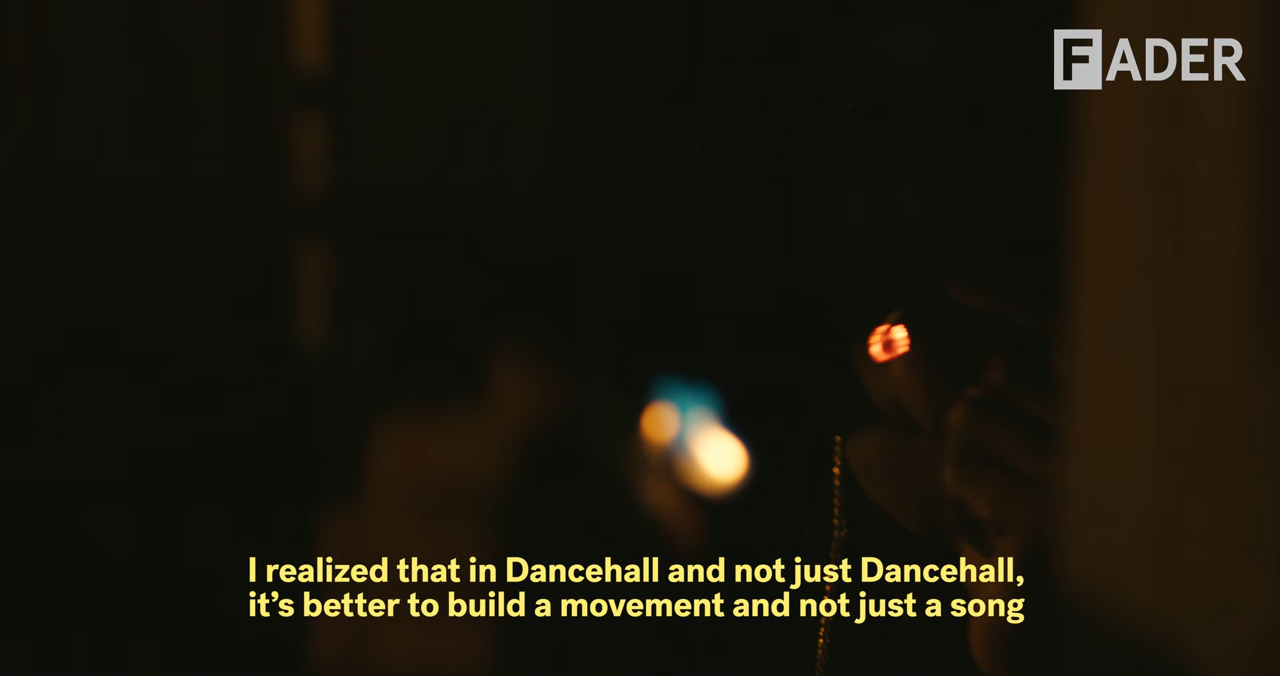 FADER
I realized that in Dancehall and not just Dancehall,
it's better to build a movement and not just a song